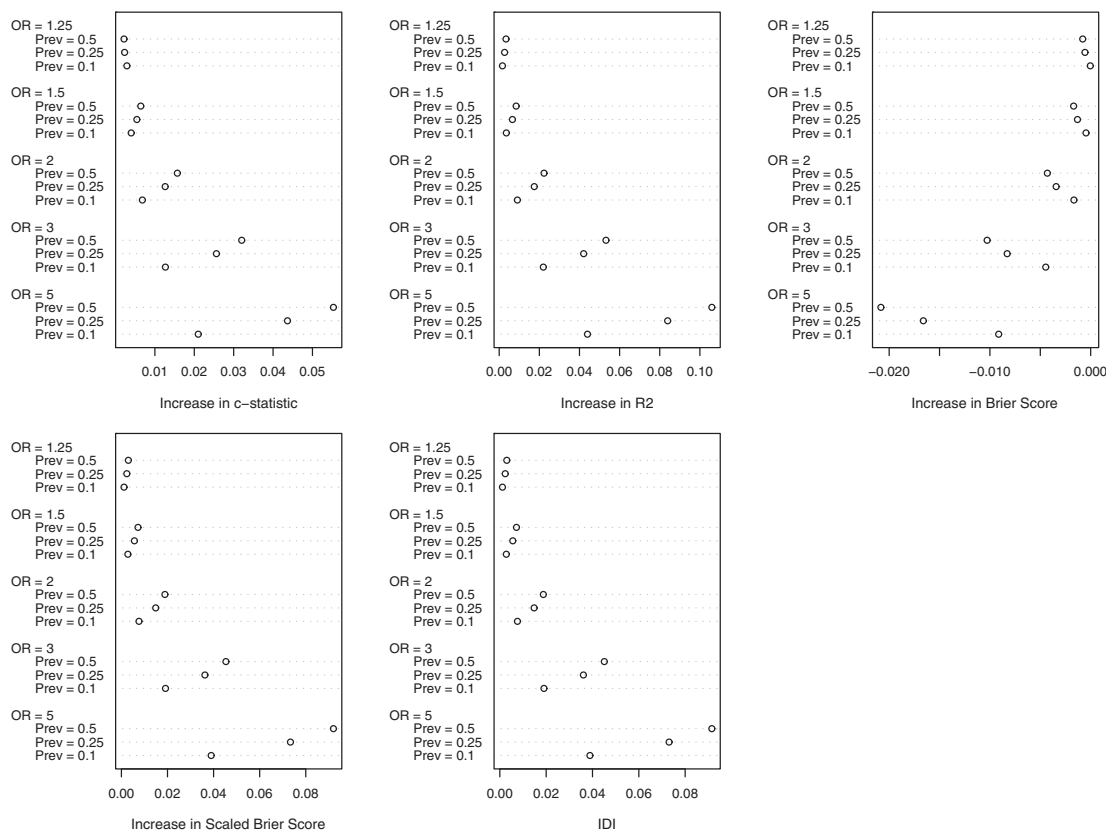 OR = 1.25
Prev = 0.5
Prev = 0.25
Prev = 0.1
OR = 1.5
Prev = 0.5
Prev = 0.25
Prev = 0.1
OR = 2
Prev = 0.5
Prev = 0.25
Prev = 0.1
OR = 3
Prev = 0.5
Prev = 0.25
Prev = 0.1
OR = 5
Prev = 0.5
Prev = 0.25
Prev = 0.1
0.01 0.02 0.03 0.04 0.05
Increase in c−statistic
OR = 1.25
Prev = 0.5
Prev = 0.25
Prev = 0.1
OR = 1.5
Prev = 0.5
Prev = 0.25
Prev = 0.1
OR = 2
Prev = 0.5
Prev = 0.25
Prev = 0.1
OR = 3
Prev = 0.5
Prev = 0.25
Prev = 0.1
OR = 5
Prev = 0.5
Prev = 0.25
Prev = 0.1
0.00 0.02 0.04 0.06 0.08 0.10
Increase in R2
OR = 1.25
Prev = 0.5
Prev = 0.25
Prev = 0.1
OR = 1.5
Prev = 0.5
Prev = 0.25
Prev = 0.1
OR = 2
Prev = 0.5
Prev = 0.25
Prev = 0.1
OR = 3
Prev = 0.5
Prev = 0.25
Prev = 0.1
OR = 5
Prev = 0.5
Prev = 0.25
Prev = 0.1
−0.020 −0.010 0.000
Increase in Brier Score
OR = 1.25
Prev = 0.5
Prev = 0.25
Prev = 0.1
OR = 1.5
Prev = 0.5
Prev = 0.25
Prev = 0.1
OR = 2
Prev = 0.5
Prev = 0.25
Prev = 0.1
OR = 3
Prev = 0.5
Prev = 0.25
Prev = 0.1
OR = 5
Prev = 0.5
Prev = 0.25
Prev = 0.1
0.00 0.02 0.04 0.06 0.08
Increase in Scaled Brier Score
OR = 1.25
Prev = 0.5
Prev = 0.25
Prev = 0.1
OR = 1.5
Prev = 0.5
Prev = 0.25
Prev = 0.1
OR = 2
Prev = 0.5
Prev = 0.25
Prev = 0.1
OR = 3
Prev = 0.5
Prev = 0.25
Prev = 0.1
OR = 5
Prev = 0.5
Prev = 0.25
Prev = 0.1
0.00 0.02 0.04 0.06 0.08
IDI